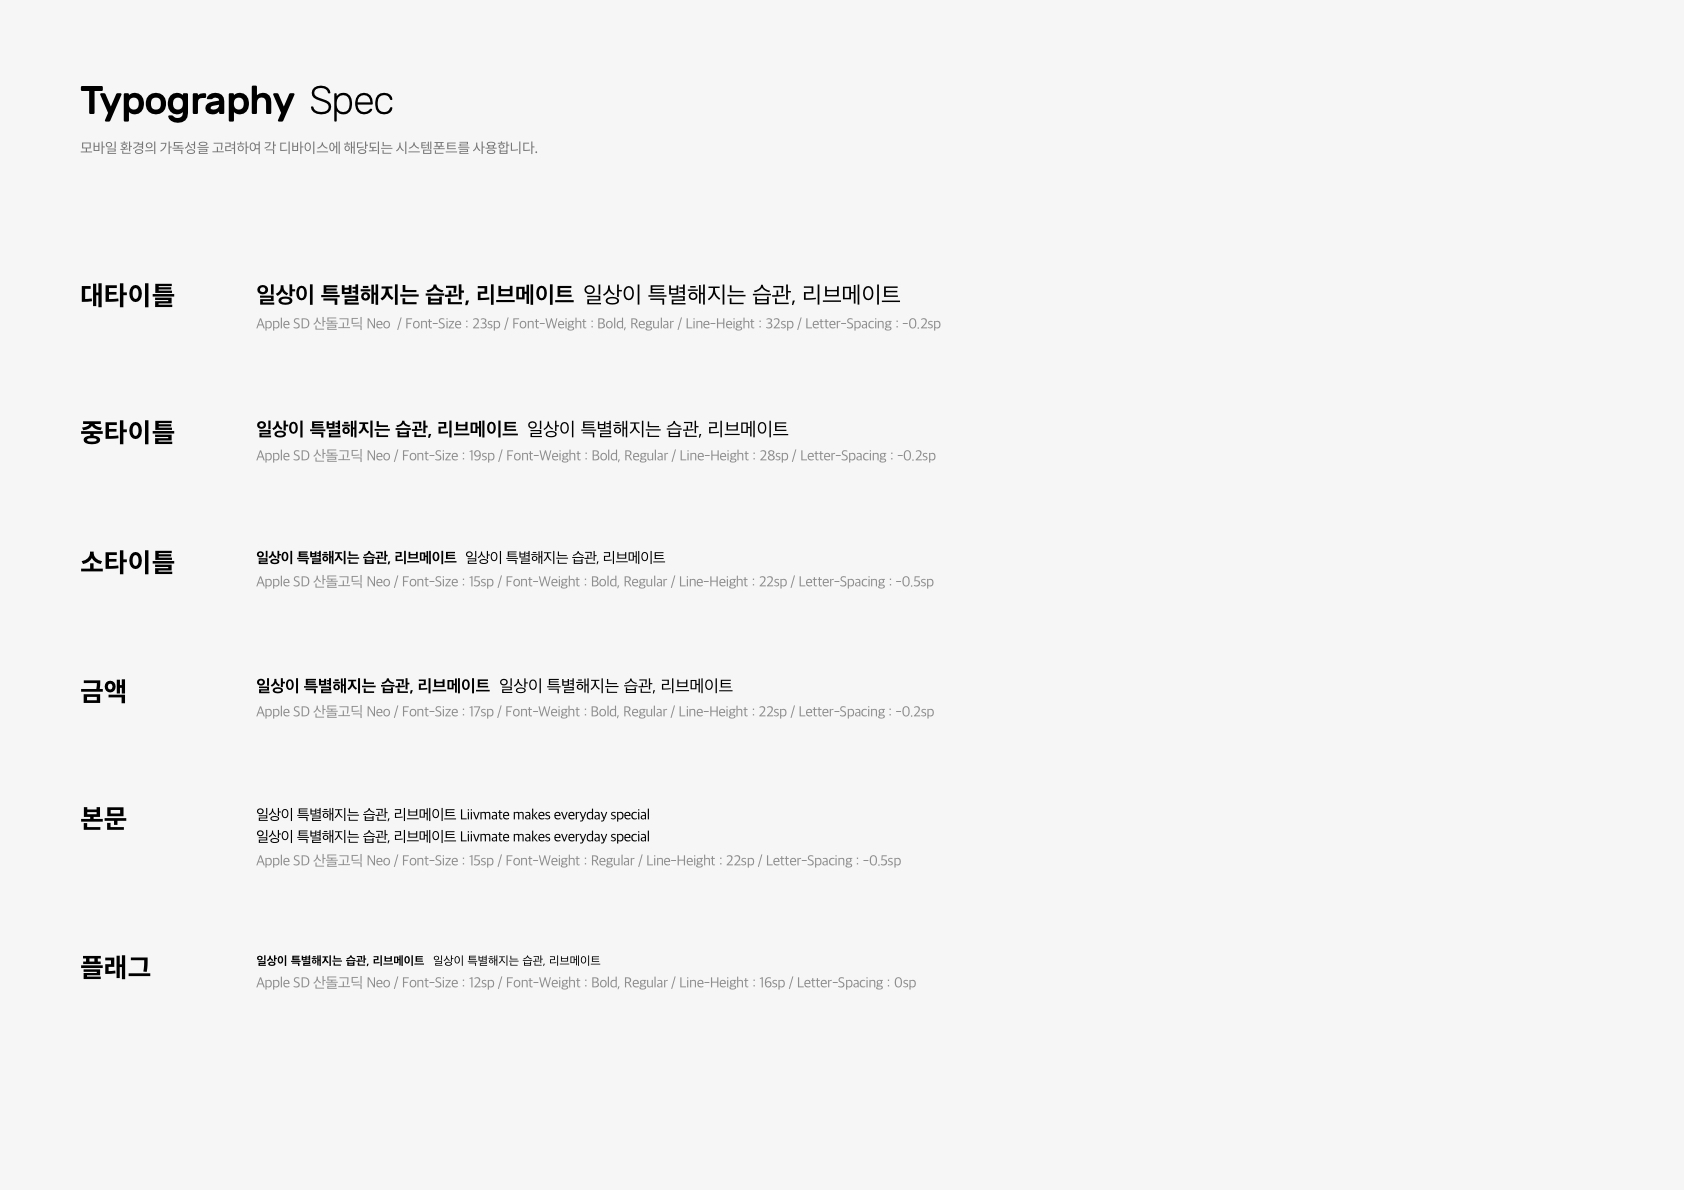 Typography Spec
모바일 환경의 가독성을 고려하여 각 디바이스에 해당되는 시스템폰트를 사용합니다.
대타이틀
일상이 특별해지는 습관, 리브메이트 일상이 특별해지는 습관, 리브메이트
Apple SD 산돌고딕 Neo / Font-Size : 23sp / Font-Weight : Bold, Regular / Line-Height : 32sp / Letter-Spacing : -0.2sp
중타이틀
일상이 특별해지는 습관, 리브메이트 일상이 특별해지는 습관, 리브메이트
Apple SD 산돌고딕 Neo / Font-Size : 19sp / Font-Weight : Bold, Regular / Line-Height : 28sp / Letter-Spacing : -0.2sp
소타이틀
일상이 특별해지는 습관, 리브메이트 일상이 특별해지는 습관, 리브메이트
Apple SD 산돌고딕 Neo / Font-Size : 15sp / Font-Weight : Bold, Regular / Line-Height : 22sp / Letter-Spacing : -0.5sp
금액
일상이 특별해지는 습관, 리브메이트 일상이 특별해지는 습관, 리브메이트
Apple SD 산돌고딕 Neo / Font-Size : 17sp / Font-Weight : Bold, Regular / Line-Height : 22sp / Letter-Spacing : -0.2sp
본문
일상이 특별해지는 습관, 리브메이트 Liivmate makes everyday special
일상이 특별해지는 습관, 리브메이트 Liivmate makes everyday special
Apple SD 산돌고딕 Neo / Font-Size : 15sp / Font-Weight : Regular / Line-Height : 22sp / Letter-Spacing : -0.5sp
플래그
일상이 특별해지는 습관, 리브메이트 일상이 특별해지는 습관, 리브메이트
Apple SD 산돌고딕 Neo / Font-Size : 12sp / Font-Weight : Bold, Regular / Line-Height : 16sp / Letter-Spacing : 0sp